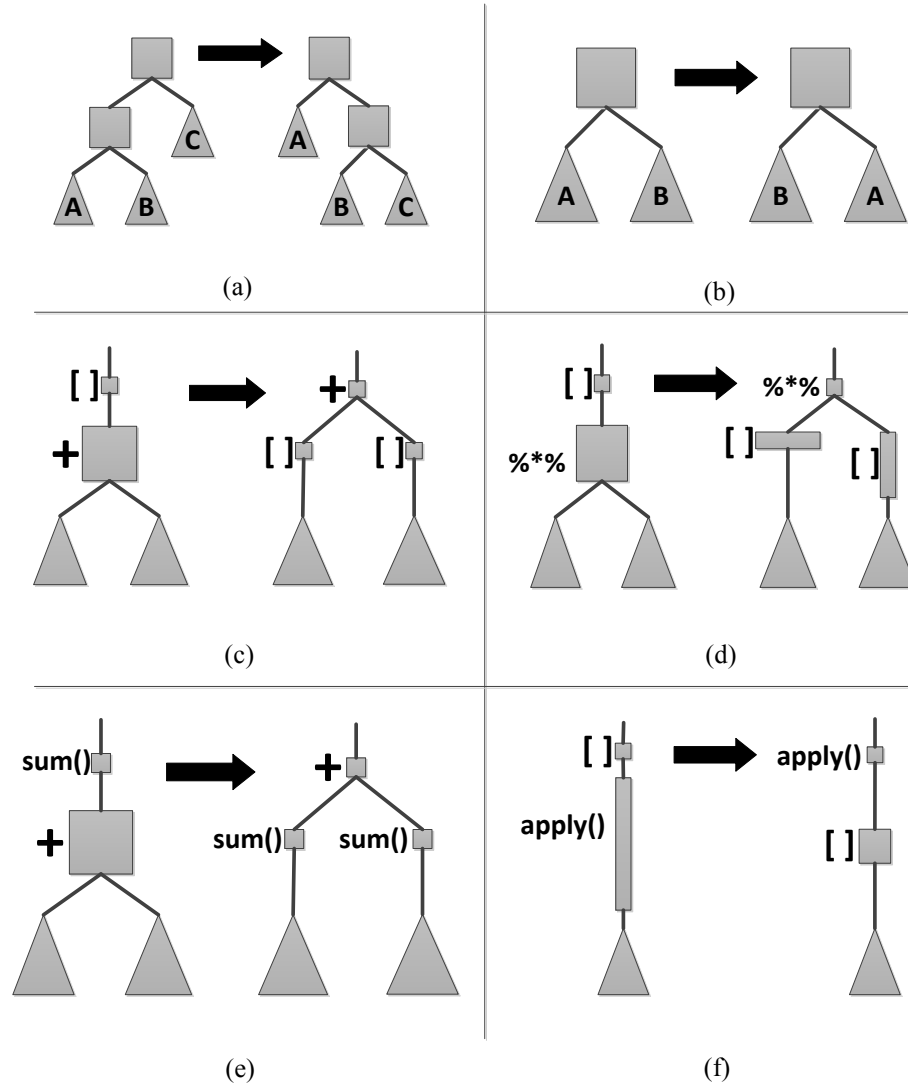 C
A
A
B
B
C
(a)
A
B
B
A
(b)
[ ]
+
+
[ ]
[ ]
(c)
[ ]
%*%
%*%
[ ]
[ ]
(d)
sum()
+
+
sum()
sum()
(e)
[ ]
apply()
apply()
[ ]
(f)